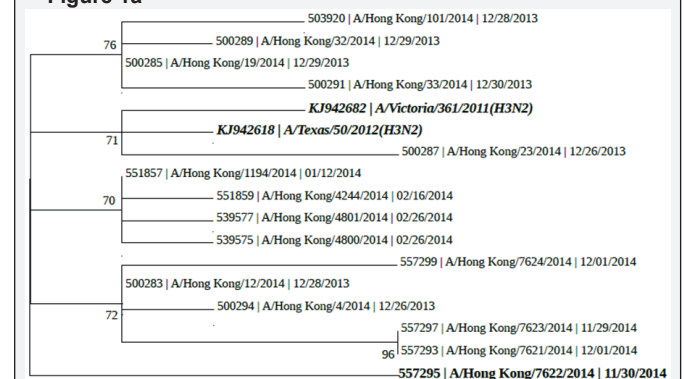 Figure 1a
503920 | A/Hong Kong/101/2014 | 12/28/2013
76
500289 | A/Hong Kong/32/2014 | 12/29/2013
500285 | A/Hong Kong/19/2014 | 12/29/2013
500291 | A/Hong Kong/33/2014 | 12/30/2013
KJ942682 | A/Victoria/361/2011(H3N2)
KJ942618 | A/Texas/50/2012(H3N2)
71
500287 | A/Hong Kong/23/2014 | 12/26/2013
551857 | A/Hong Kong/1194/2014 | 01/12/2014
70
551859 | A/Hong Kong/4244/2014 | 02/16/2014
539577 | A/Hong Kong/4801/2014 | 02/26/2014
539575 | A/Hong Kong/4800/2014 | 02/26/2014
557299 | A/Hong Kong/7624/2014 | 12/01/2014
500283 | A/Hong Kong/12/2014 | 12/28/2013
500294 | A/Hong Kong/4/2014 | 12/26/2013
72
557297 | A/Hong Kong/7623/2014 | 11/29/2014
96
557293 | A/Hong Kong/7621/2014 | 12/01/2014
557295 | A/Hong Kong/7622/2014 | 11/30/2014